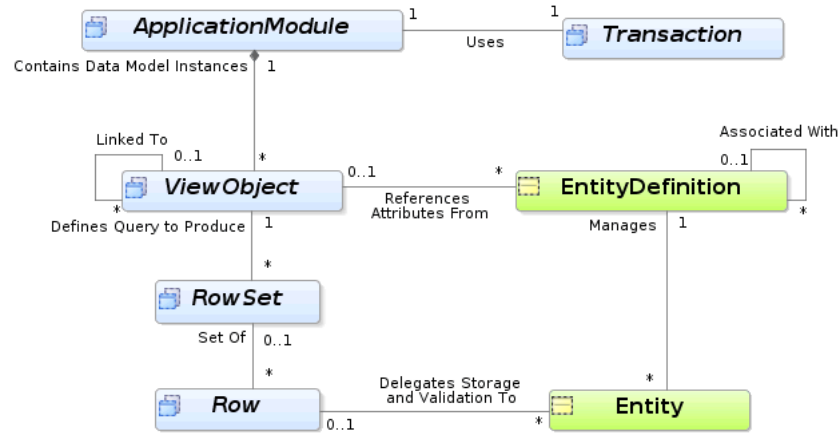 ApplicationModule
1
1
Transaction
Uses
Contains Data Model Instances
1
Linked To
0..1
*
ViewObject
0..1
*
References
Attributes From
EntityDefinition
Associated With
0..1
*
*
Defines Query to Produce
1
Manages
1
*
RowSet
Set Of
0..1
*
Row
Delegates Storage
and Validation To
0..1
*
*
Entity